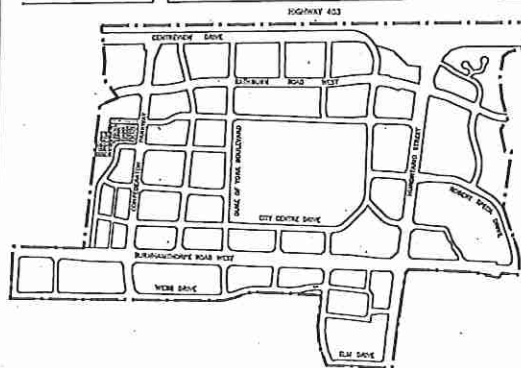 HIGHWAY 403
CENTREVIEW DRIVE
RATHBURN ROAD WEST
CONFEDERATION PARKWAY
DUKE OF YORK BOULEVARD
HURONTARIO STREET
ROBERT SPECK DRIVE
CITY CENTRE DRIVE
BURNHAMTHORPE ROAD WEST
WEBB DRIVE
ELM DRIVE